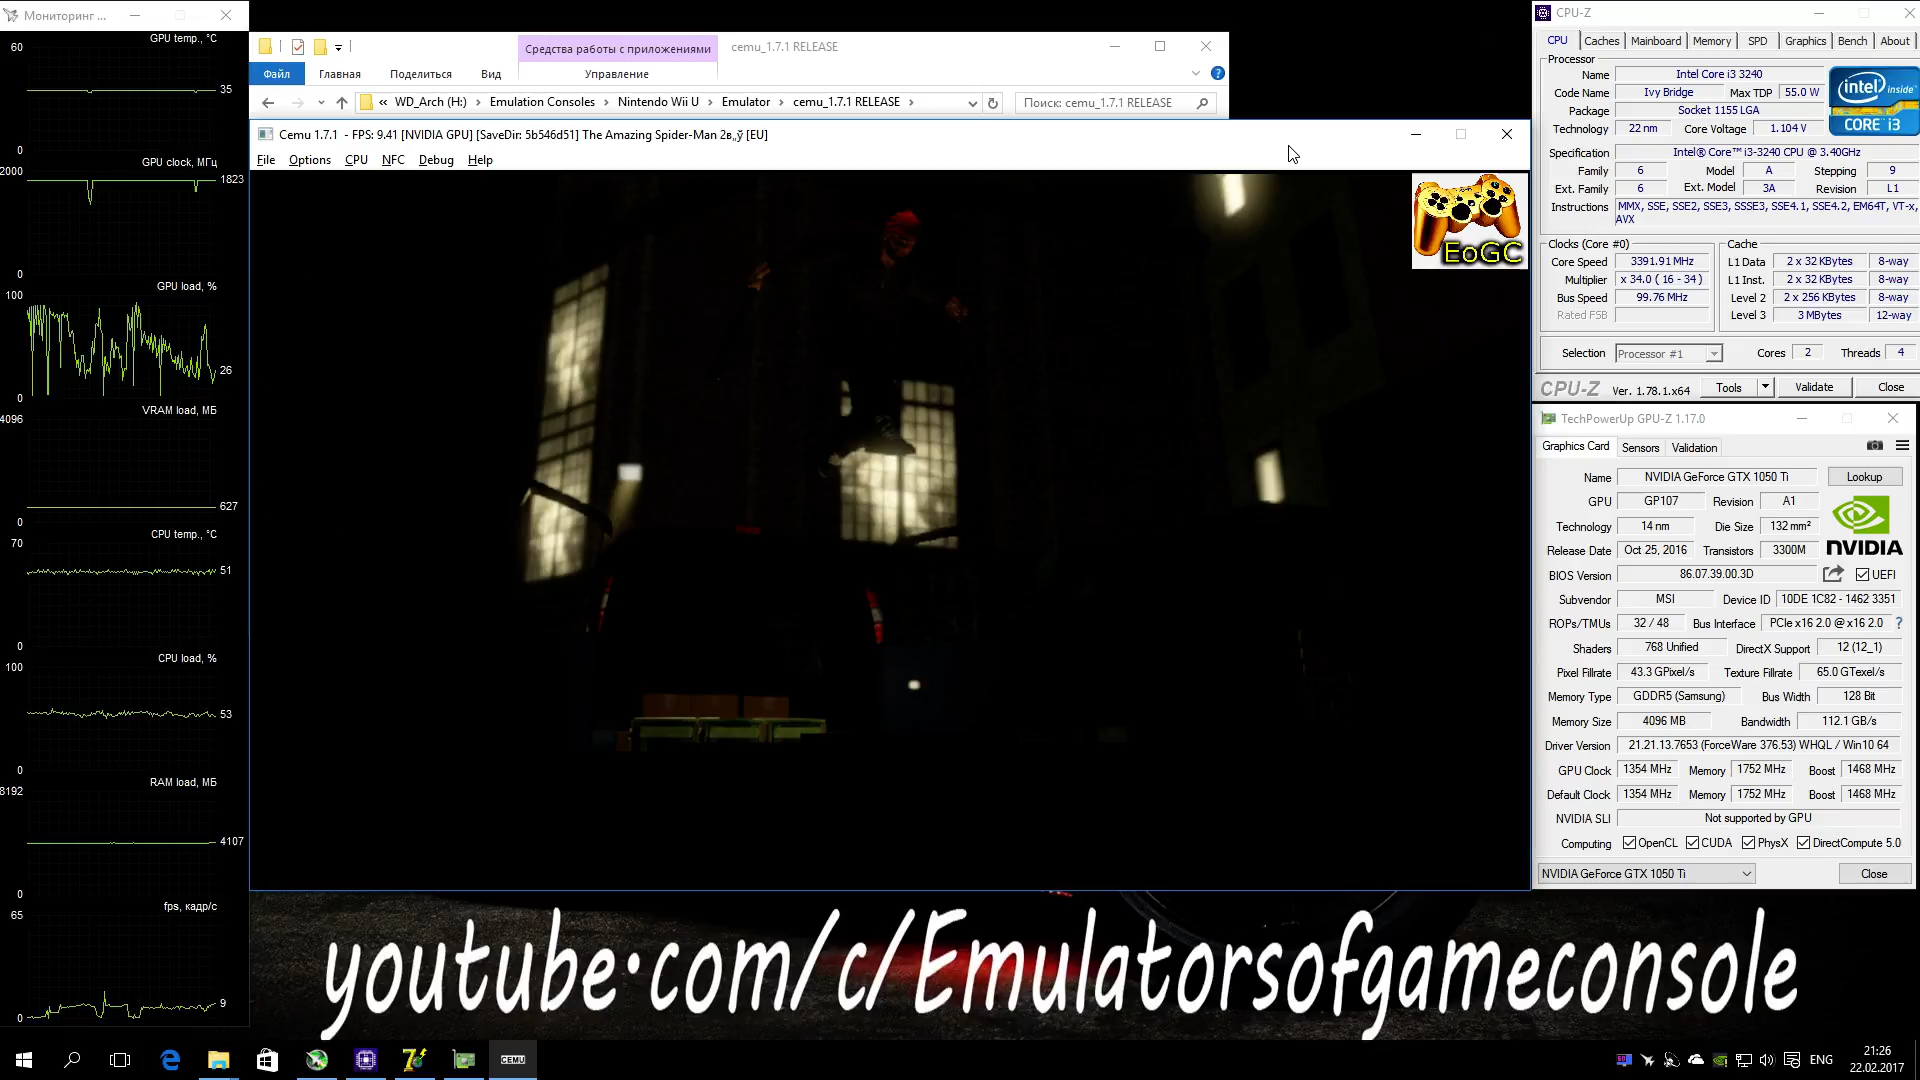 Мониторинг ...
GPU temp., °C
60
35
0
GPU clock, МГц
2000
1823
0
GPU load, %
100
26
0
VRAM load, МБ
4096
627
0
CPU temp., °C
70
51
0
CPU load, %
100
53
0
RAM load, МБ
8192
4107
0
fps, кадр/с
65
9
0
Средства работы с приложениями
cemu_1.7.1 RELEASE
Файл
Главная
Поделиться
Вид
Управление
« WD_Arch (H:) › Emulation Consoles › Nintendo Wii U › Emulator › cemu_1.7.1 RELEASE ›
Поиск: cemu_1.7.1 RELEASE
Cemu 1.7.1 - FPS: 9.41 [NVIDIA GPU] [SaveDir: 5b546d51] The Amazing Spider-Man 2в„ў [EU]
File Options CPU NFC Debug Help
EoGC
CPU-Z
CPU Caches Mainboard Memory SPD Graphics Bench About
Processor
Name Intel Core i3 3240
Code Name Ivy Bridge Max TDP 55.0 W
Package Socket 1155 LGA
Technology 22 nm Core Voltage 1.104 V
intel inside™
CORE i3
Specification Intel® Core™ i3-3240 CPU @ 3.40GHz
Family 6 Model A Stepping 9
Ext. Family 6 Ext. Model 3A Revision L1
Instructions MMX, SSE, SSE2, SSE3, SSSE3, SSE4.1, SSE4.2, EM64T, VT-x,
AVX
Clocks (Core #0)
Core Speed 3391.91 MHz
Multiplier x 34.0 ( 16 - 34 )
Bus Speed 99.76 MHz
Rated FSB
Cache
L1 Data 2 x 32 KBytes 8-way
L1 Inst. 2 x 32 KBytes 8-way
Level 2 2 x 256 KBytes 8-way
Level 3 3 MBytes 12-way
Selection Processor #1 Cores 2 Threads 4
CPU-Z Ver. 1.78.1.x64 Tools Validate Close
TechPowerUp GPU-Z 1.17.0
Graphics Card Sensors Validation
Name NVIDIA GeForce GTX 1050 Ti Lookup
GPU GP107 Revision A1
Technology 14 nm Die Size 132 mm²
Release Date Oct 25, 2016 Transistors 3300M
NVIDIA
BIOS Version 86.07.39.00.3D UEFI
Subvendor MSI Device ID 10DE 1C82 - 1462 3351
ROPs/TMUs 32 / 48 Bus Interface PCIe x16 2.0 @ x16 2.0 ?
Shaders 768 Unified DirectX Support 12 (12_1)
Pixel Fillrate 43.3 GPixel/s Texture Fillrate 65.0 GTexel/s
Memory Type GDDR5 (Samsung) Bus Width 128 Bit
Memory Size 4096 MB Bandwidth 112.1 GB/s
Driver Version 21.21.13.7653 (ForceWare 376.53) WHQL / Win10 64
GPU Clock 1354 MHz Memory 1752 MHz Boost 1468 MHz
Default Clock 1354 MHz Memory 1752 MHz Boost 1468 MHz
NVIDIA SLI Not supported by GPU
Computing OpenCL CUDA PhysX DirectCompute 5.0
NVIDIA GeForce GTX 1050 Ti Close
youtube.com/c/Emulatorsofgameconsole
CEMU
ENG
21:26
22.02.2017